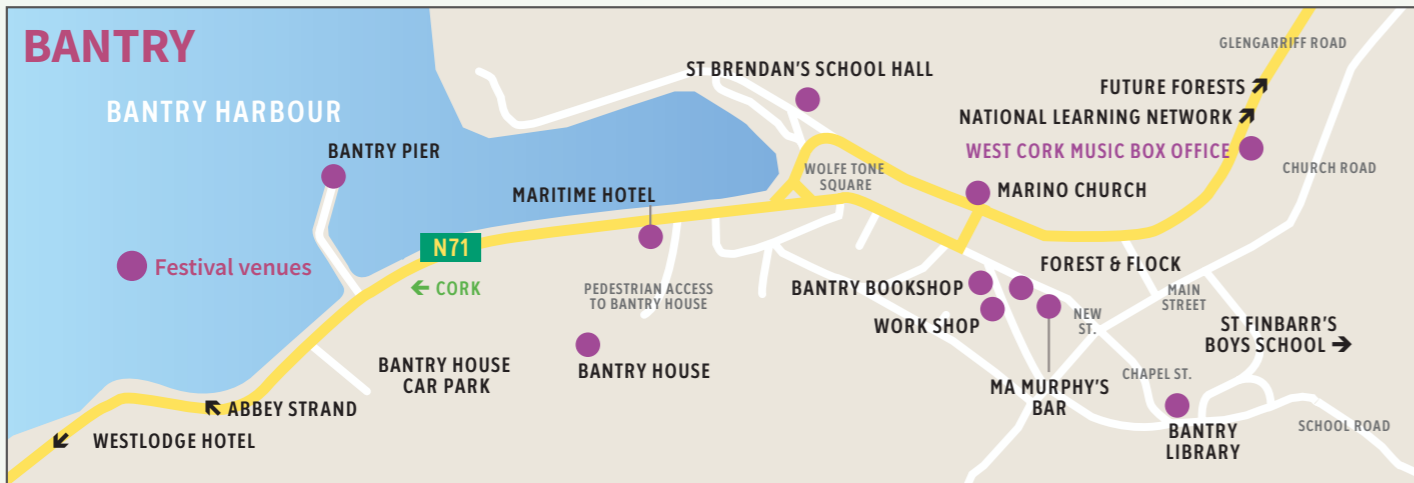 BANTRY
BANTRY HARBOUR
BANTRY PIER
Festival venues
N71
← CORK
MARITIME HOTEL
PEDESTRIAN ACCESS
TO BANTRY HOUSE
BANTRY HOUSE
CAR PARK
BANTRY HOUSE
↖ ABBEY STRAND
↙ WESTLODGE HOTEL
ST BRENDAN'S SCHOOL HALL
WOLFE TONE
SQUARE
GLENGARRIFF ROAD
FUTURE FORESTS ↗
NATIONAL LEARNING NETWORK ↗
WEST CORK MUSIC BOX OFFICE
CHURCH ROAD
MARINO CHURCH
FOREST & FLOCK
BANTRY BOOKSHOP
WORK SHOP
NEW
ST.
MAIN
STREET
ST FINBARR'S
BOYS SCHOOL →
MA MURPHY'S
BAR
CHAPEL ST.
BANTRY
LIBRARY
SCHOOL ROAD